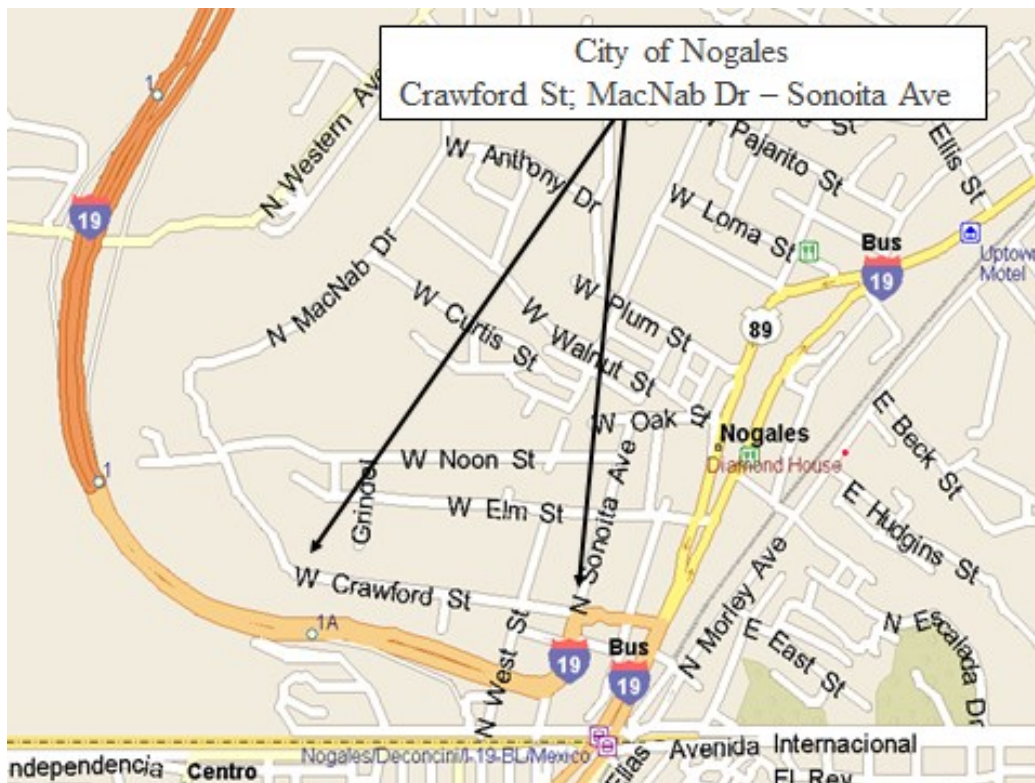 City of Nogales
Crawford St; MacNab Dr – Sonoita Ave
1
N Western Ave
W Anthony Dr
Pajarito St
Ellis St
19
W Loma St
Bus
19
Uptown
Motel
N MacNab Dr
W Curtis St
W Plum St
W Walnut St
89
W Oak St
Nogales
Diamond House
E Beck St
1
W Noon St
Grindel
W Elm St
N Sonoita Ave
E Hudgins St
W Crawford St
1A
N West St
19
Bus
19
N Morley Ave
E East St
N Escalada Dr
Nogales/Deconcini/I-19-BL/Mexico
Avenida Internacional
ndependencia
Centro
Elias
El Rey